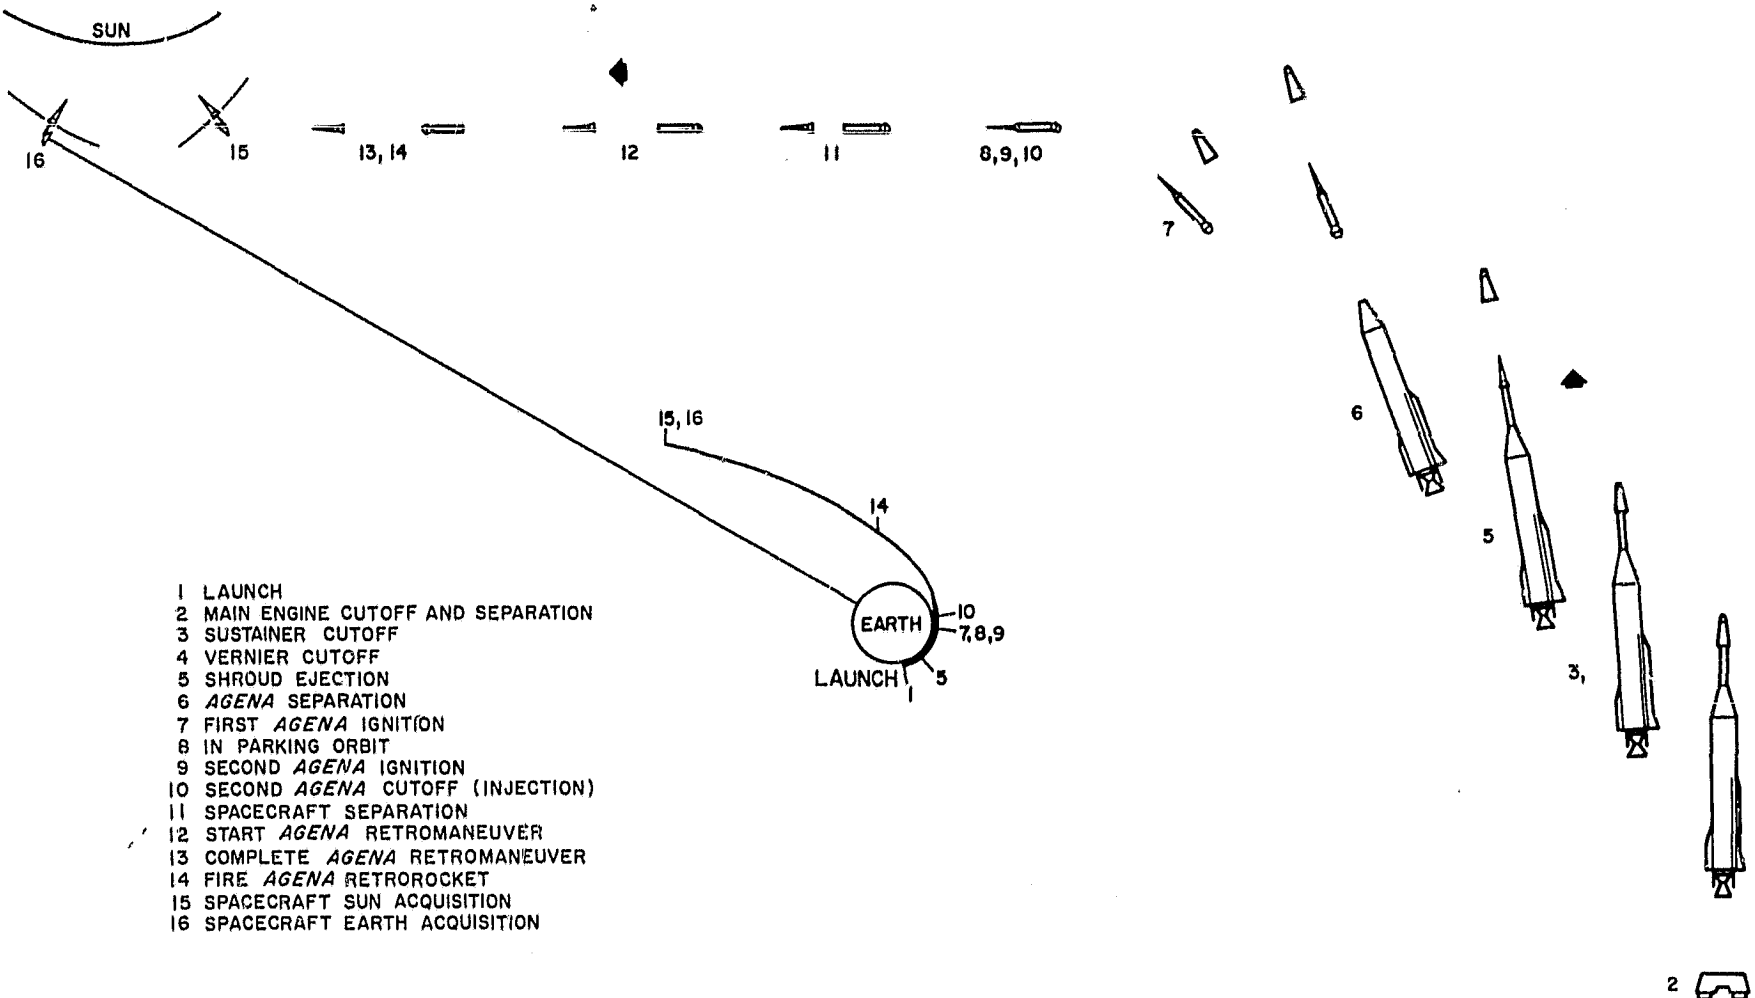 SUN
16
15
13, 14
12
11
8,9,10
7
6
5
3,
2
15, 16
14
EARTH
10
7,8,9
LAUNCH
1
5
1 LAUNCH
2 MAIN ENGINE CUTOFF AND SEPARATION
3 SUSTAINER CUTOFF
4 VERNIER CUTOFF
5 SHROUD EJECTION
6 AGENA SEPARATION
7 FIRST AGENA IGNITION
8 IN PARKING ORBIT
9 SECOND AGENA IGNITION
10 SECOND AGENA CUTOFF (INJECTION)
11 SPACECRAFT SEPARATION
12 START AGENA RETROMANEUVER
13 COMPLETE AGENA RETROMANEUVER
14 FIRE AGENA RETROROCKET
15 SPACECRAFT SUN ACQUISITION
16 SPACECRAFT EARTH ACQUISITION